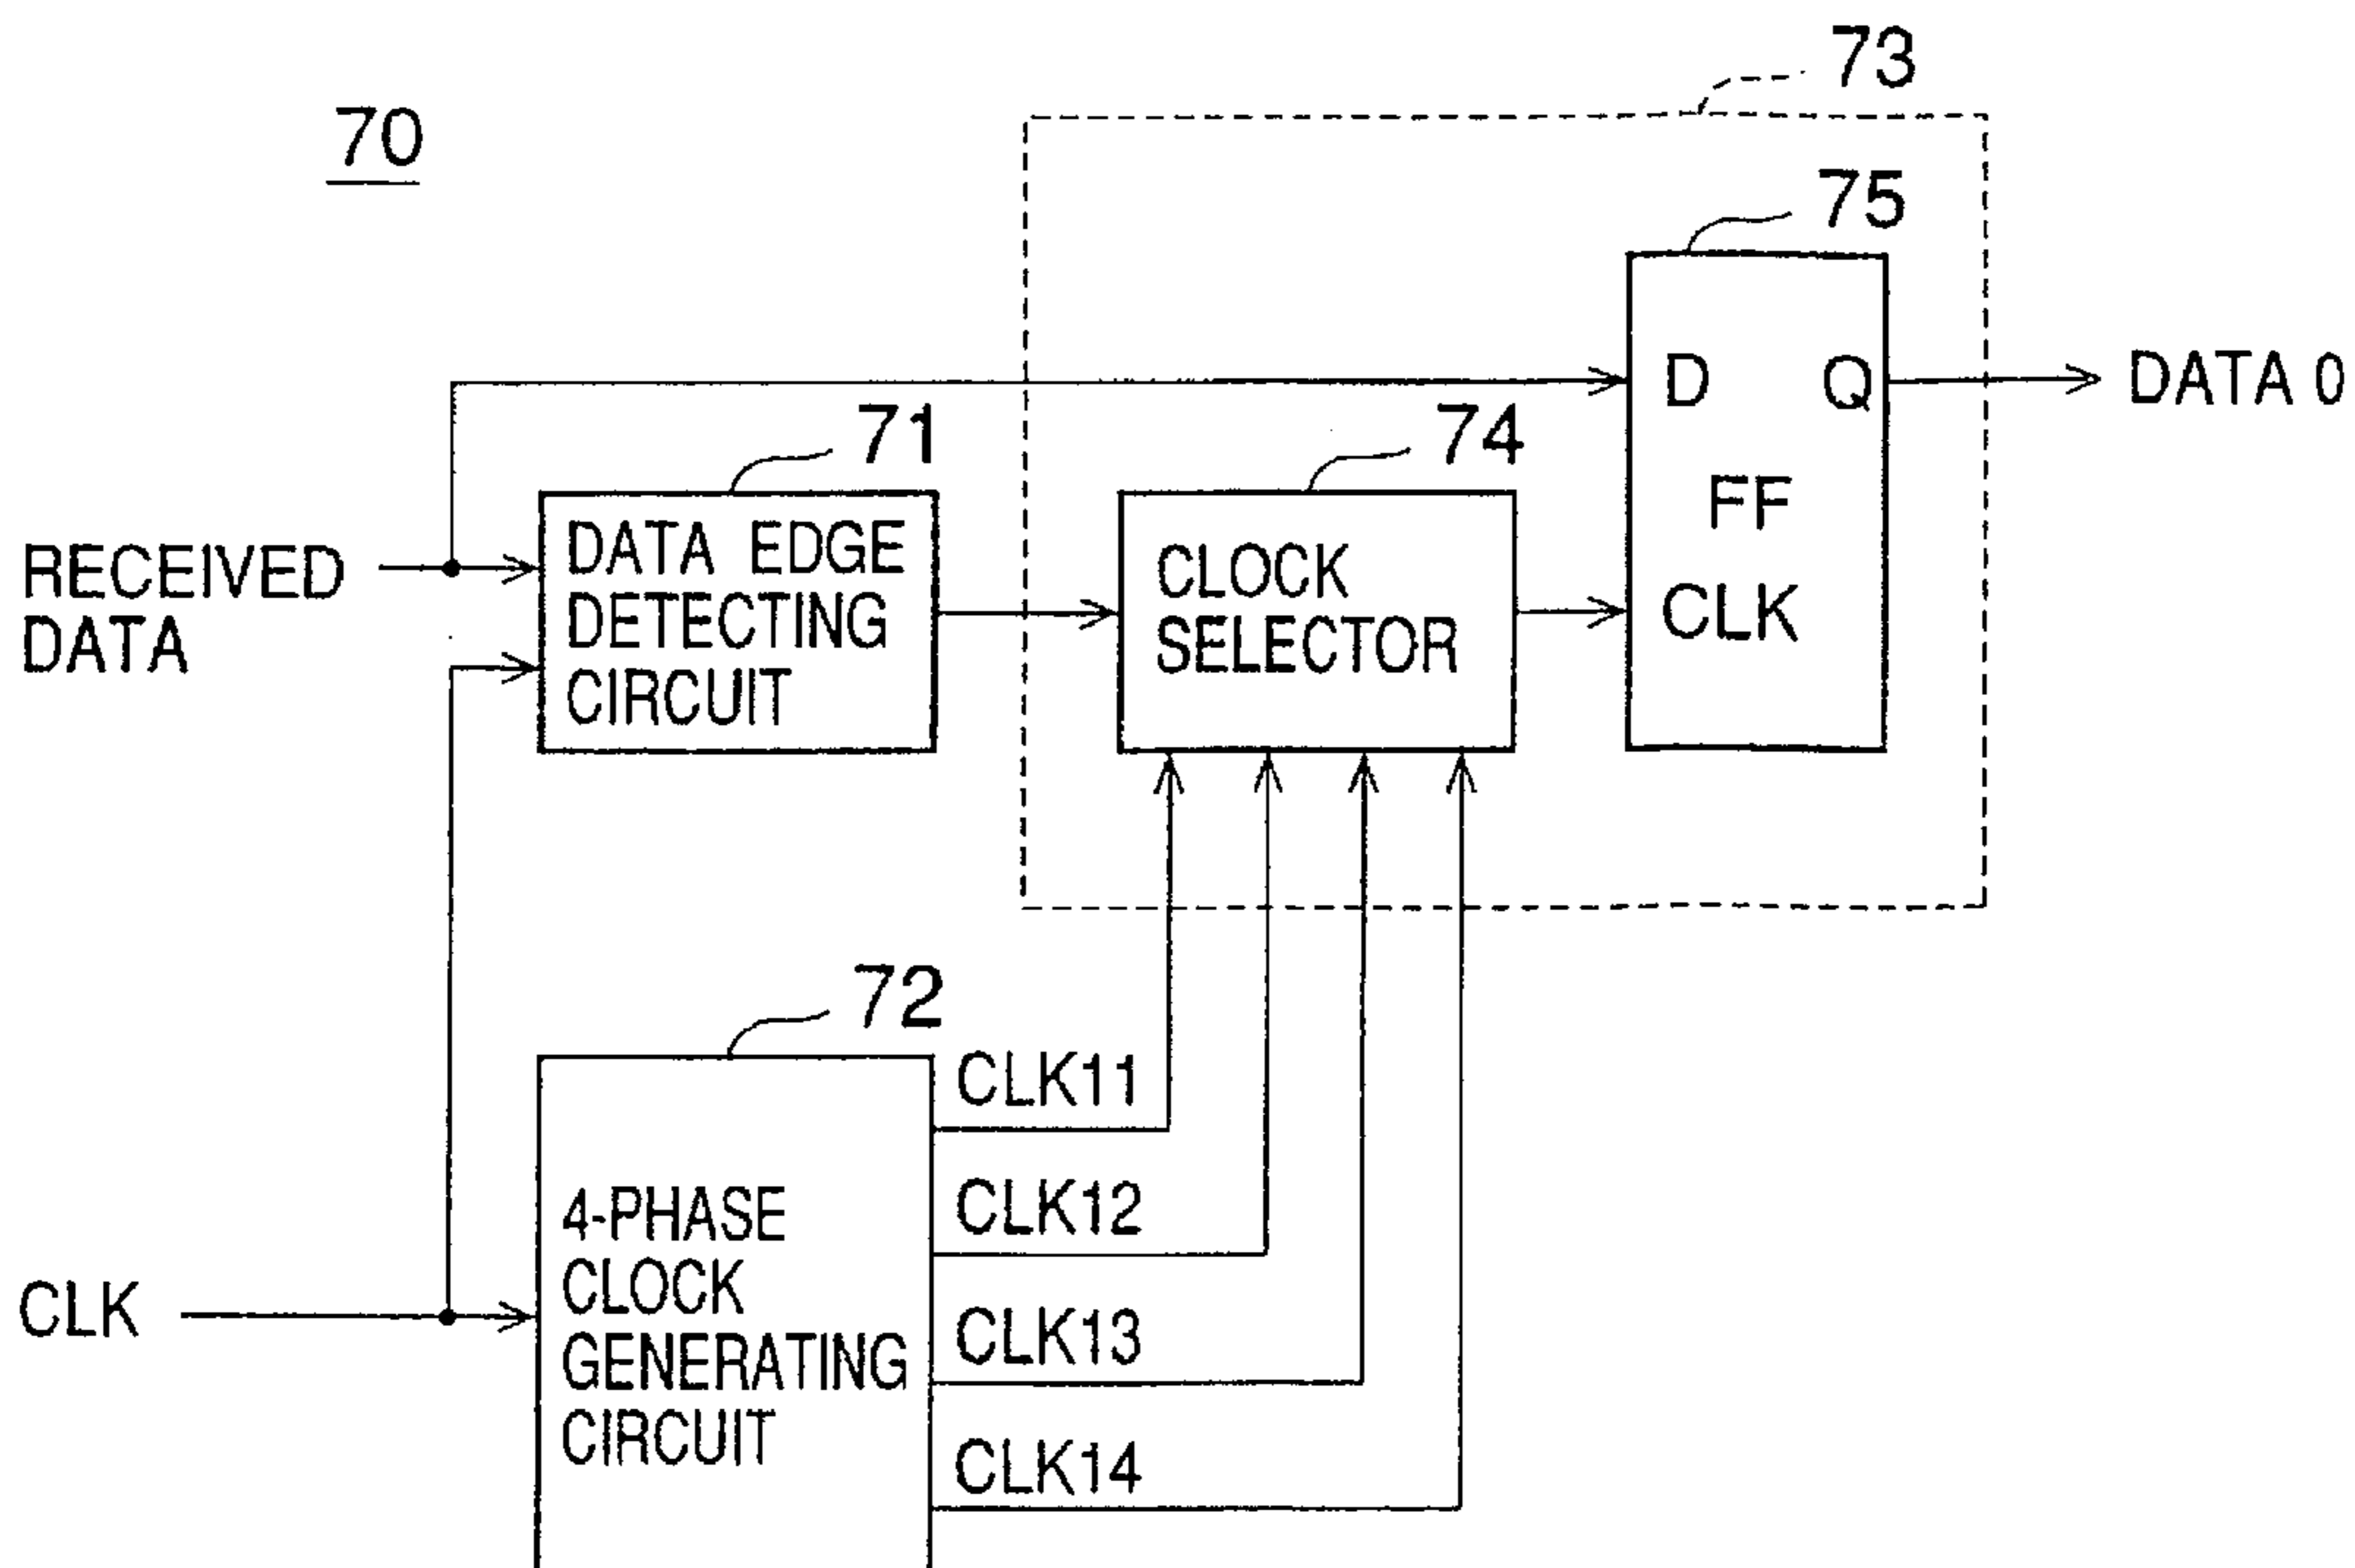 73
70
75
D Q
DATA 0
71
74
FF
RECEIVED
DATA
DATA EDGE
DETECTING
CIRCUIT
CLOCK
SELECTOR
CLK
72
CLK11
CLK12
4-PHASE
CLOCK
GENERATING
CIRCUIT
CLK
CLK13
CLK14